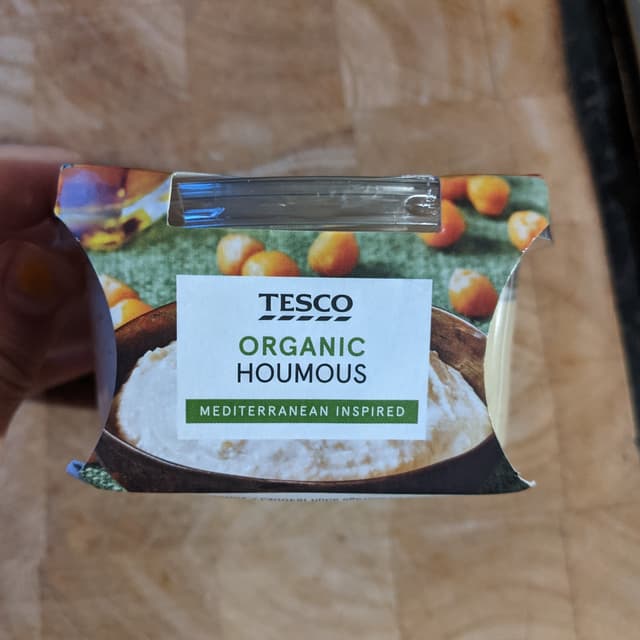 TESCO
ORGANIC
HOUMOUS
MEDITERRANEAN INSPIRED